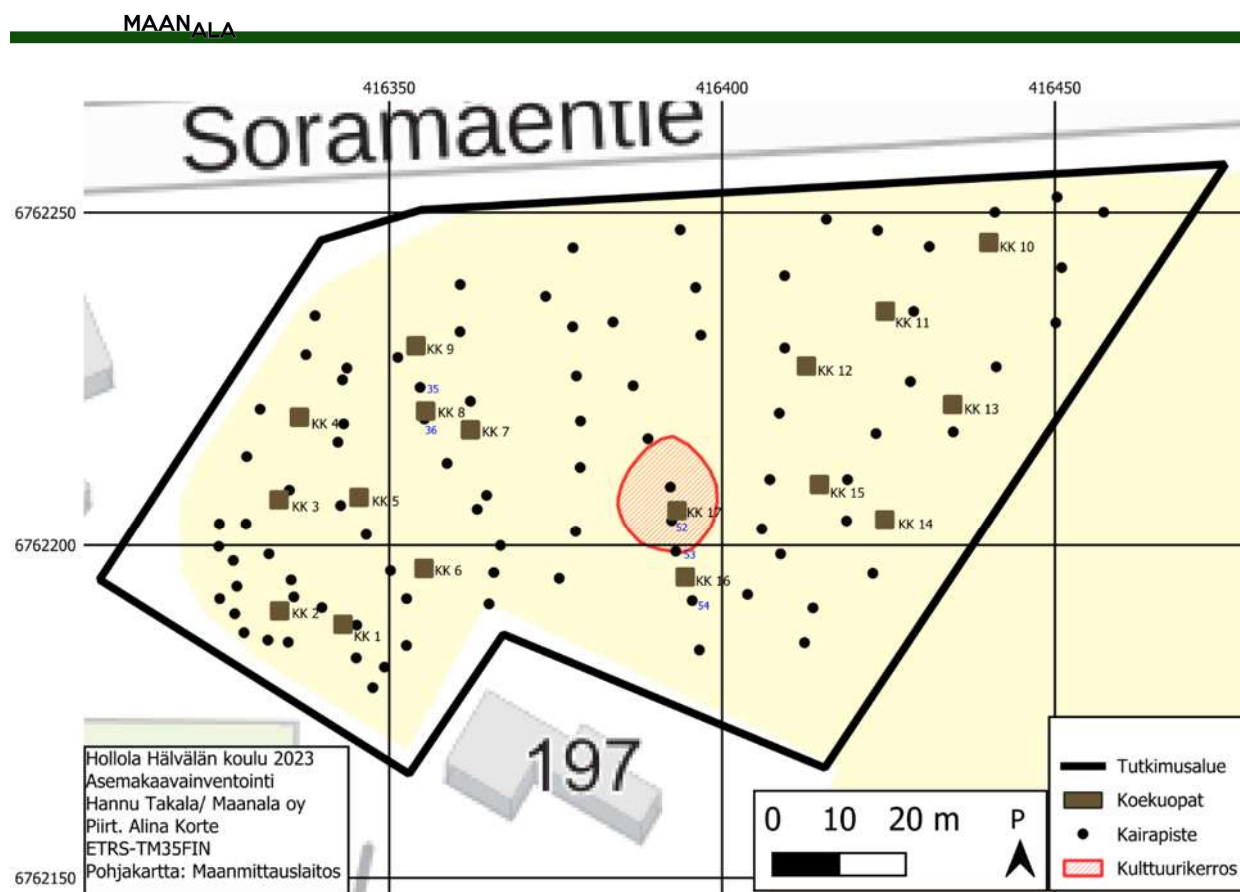 MAANALA
416350 416400 416450
Soramaentie
6762250
KK 10
KK 11
KK 9
KK 12
35
KK 8
KK 13
KK 4
36
KK 7
KK 15
KK 3
KK 5
KK 17
KK 14
52
6762200
53
KK 6
KK 16
54
KK 2
KK 1
197
Hollola Hälvälän koulu 2023
Asemakaavainventointi
Hannu Takala/ Maanala oy
Piirt. Alina Korte
ETRS-TM35FIN
Pohjakartta: Maanmittauslaitos
0 10 20 m P
Tutkimusalue
Koekuopat
Kairapiste
Kulttuurikerros
6762150